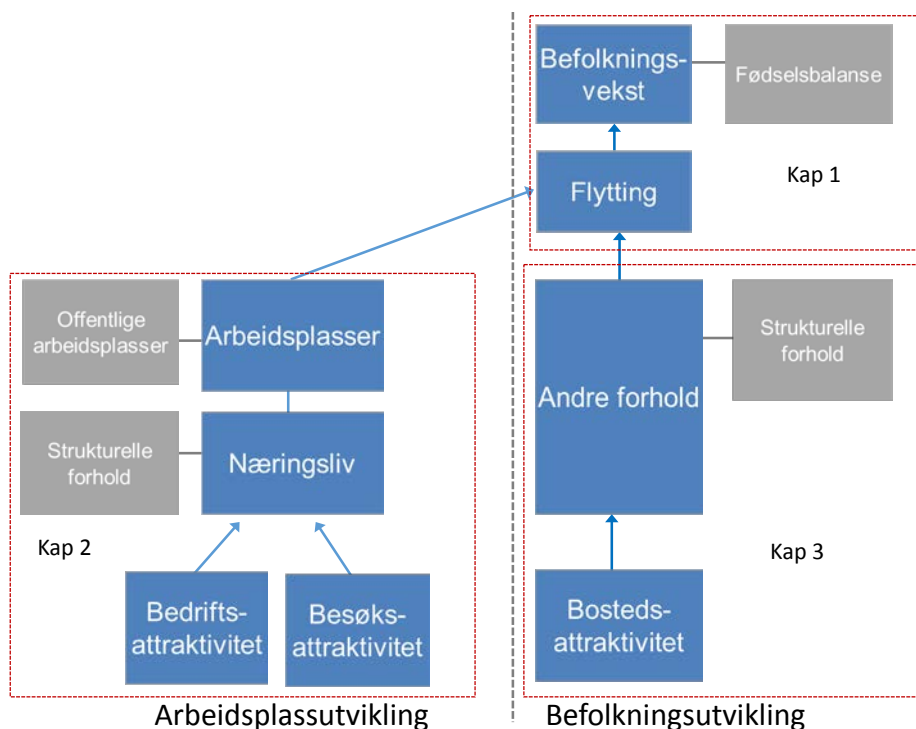 Befolknings-
vekst
Fødselsbalanse
Kap 1
Flytting
Offentlige
arbeidsplasser
Arbeidsplasser
Strukturelle
forhold
Næringsliv
Kap 2
Bedrifts-
attraktivitet
Besøks-
attraktivitet
Arbeidsplassutvikling
Andre forhold
Strukturelle
forhold
Kap 3
Bosteds-
attraktivitet
Befolkningsutvikling